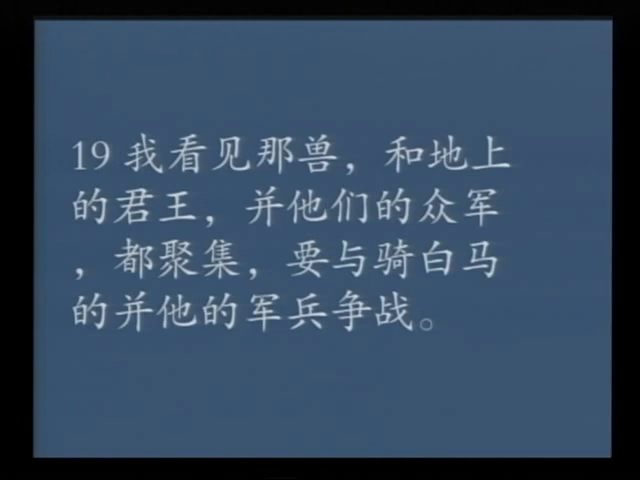 19 我看见那兽，和地上
的君王，并他们的众军
，都聚集，要与骑白马
的并他的军兵争战。